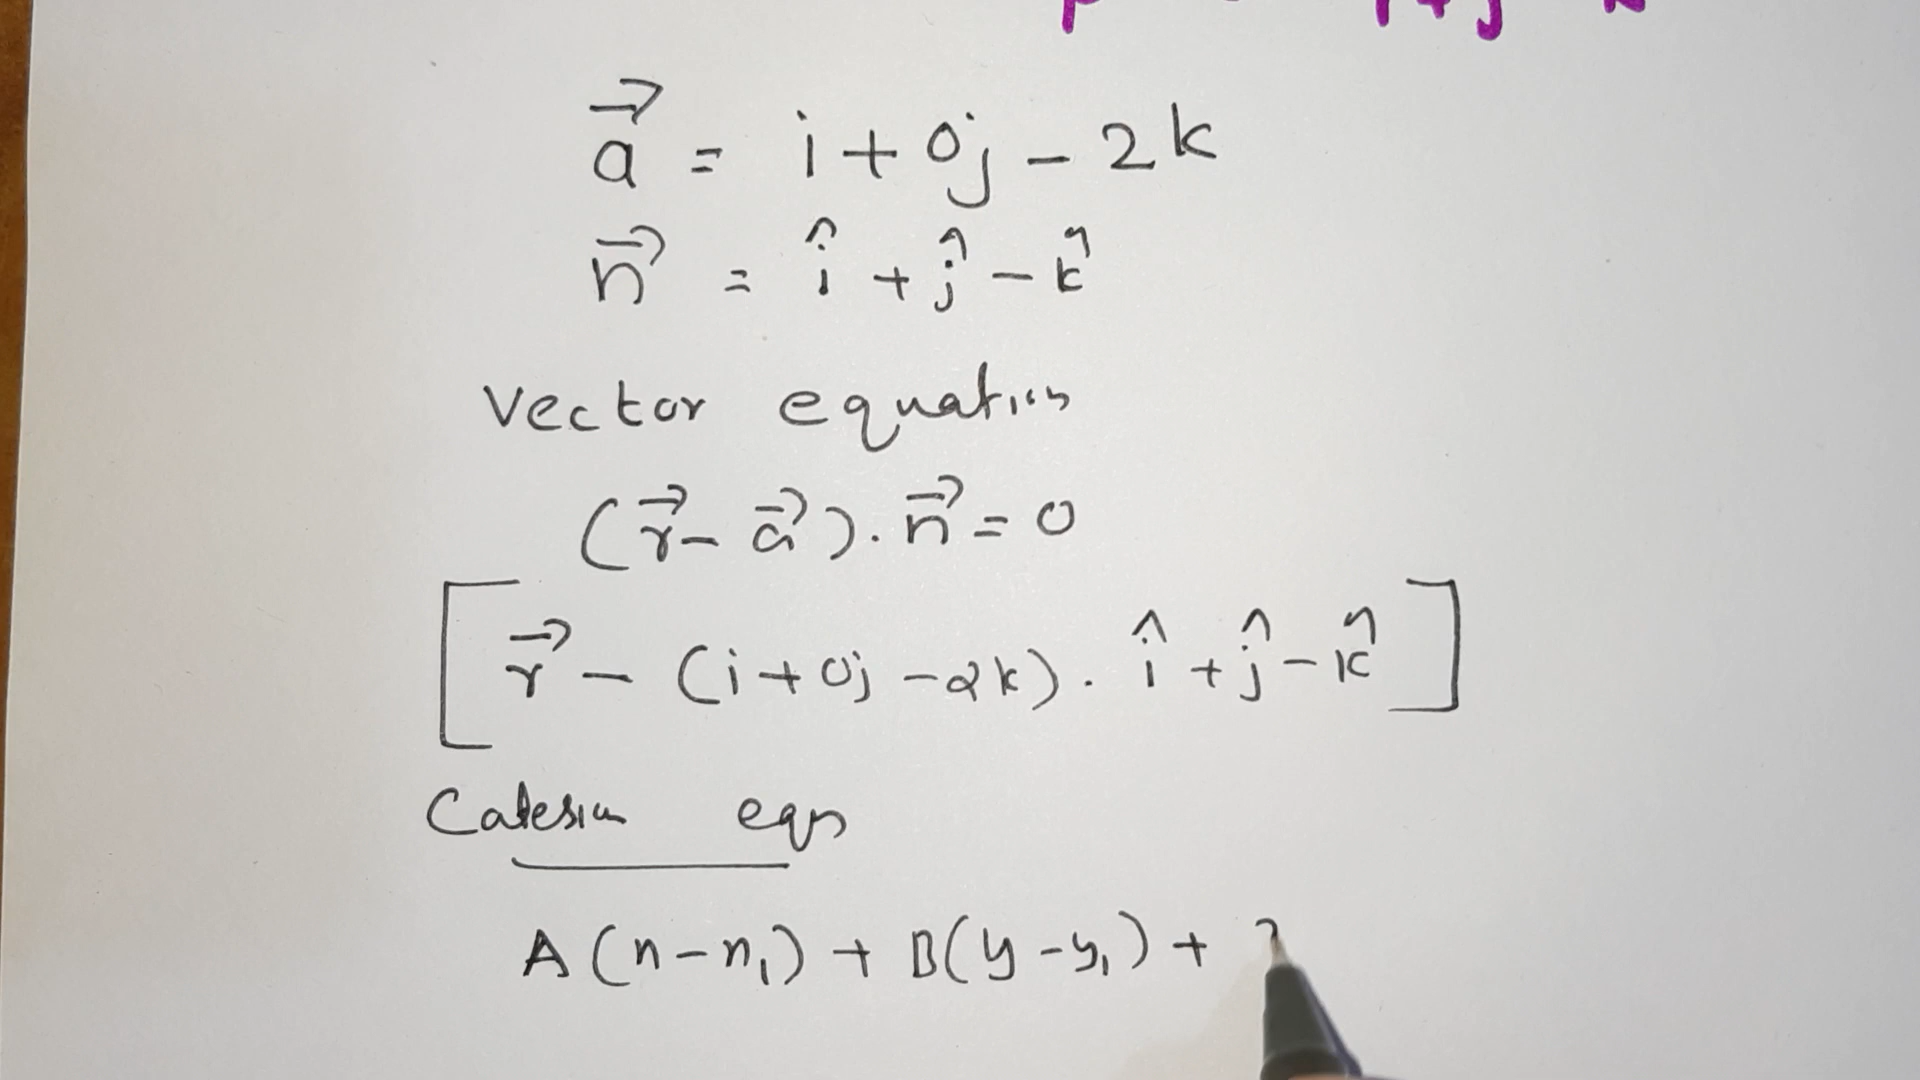 a⃗ = i + 0j - 2k
n⃗ = î + ĵ - k̂
Vector equation
(r⃗ - a⃗). n⃗ = 0
[r⃗ - (i + 0j - 2k). î + ĵ - k̂]
Catesian eqn
A(x - x₁) + B(y - y₁) +